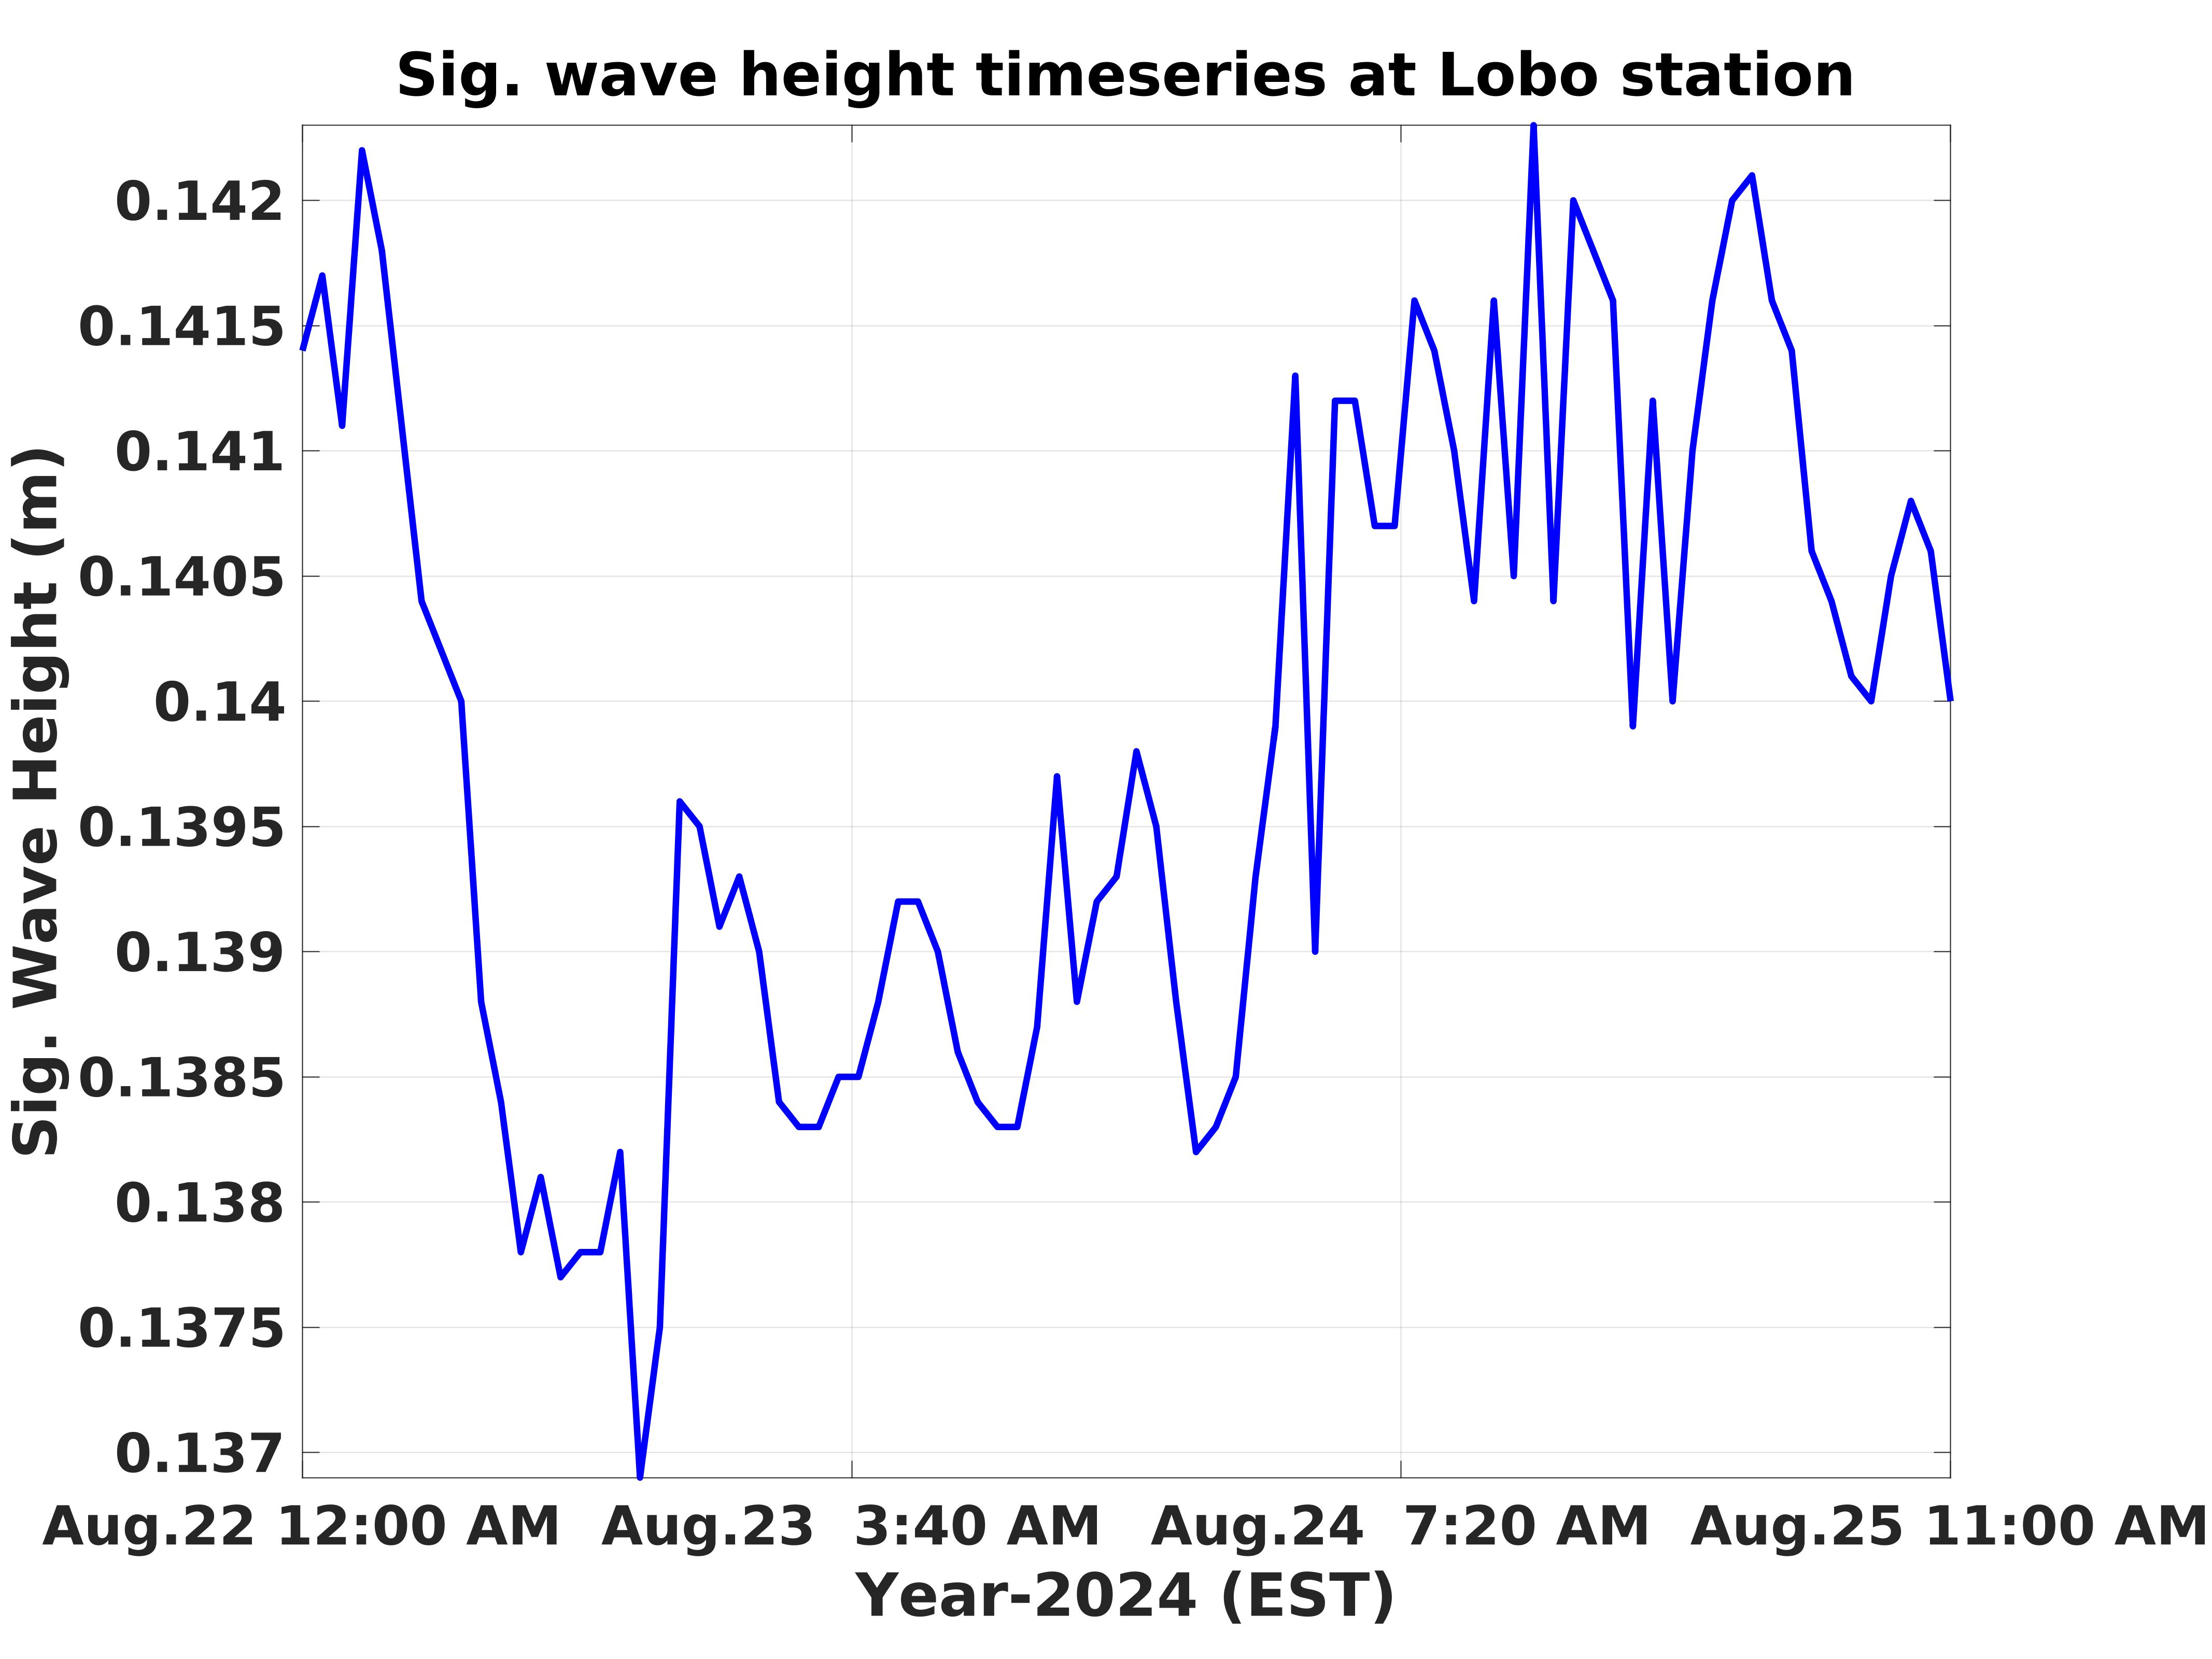 Sig. wave height timeseries at Lobo station
Sig. Wave Height (m)
0.142
0.1415
0.141
0.1405
0.14
0.1395
0.139
0.1385
0.138
0.1375
0.137
Aug.22 12:00 AM Aug.23 3:40 AM Aug.24 7:20 AM Aug.25 11:00 AM
Year-2024 (EST)